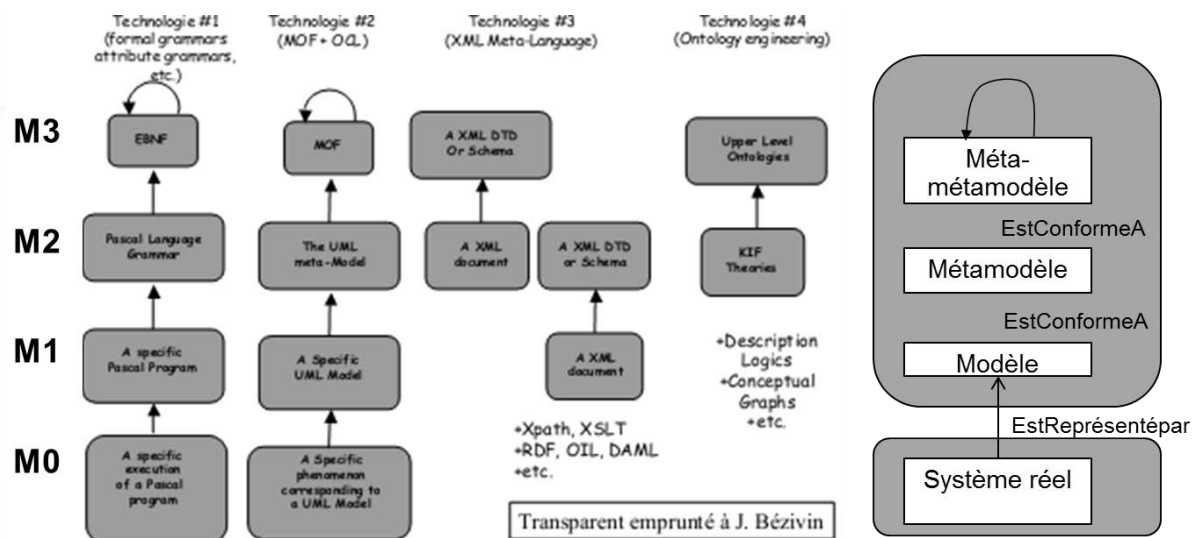 Technologie #1
(formal grammars
attribute grammars,
etc.)
Technologie #2
(MOF + OCL)
Technologie #3
(XML Meta-Language)
Technologie #4
(Ontology engineering)
M3
EBNF
MOF
A XML DTD
Or Schema
Upper Level
Ontologies
M2
Pascal Language
Grammar
The UML
meta-Model
A XML
document
A XML DTD
or Schema
KIF
Theories
M1
A specific
Pascal Program
A Specific
UML Model
A XML
document
+Description
Logics
+Conceptual
Graphs
+etc.
+Xpath, XSLT
+RDF, OIL, DAML
+etc.
M0
A specific
execution
of a Pascal
program
A Specific
phenomenon
corresponding to
a UML Model
Transparent emprunté à J. Bézivin
Méta-
métamodèle
EstConformeA
Métamodèle
EstConformeA
Modèle
EstReprésentépar
Système réel